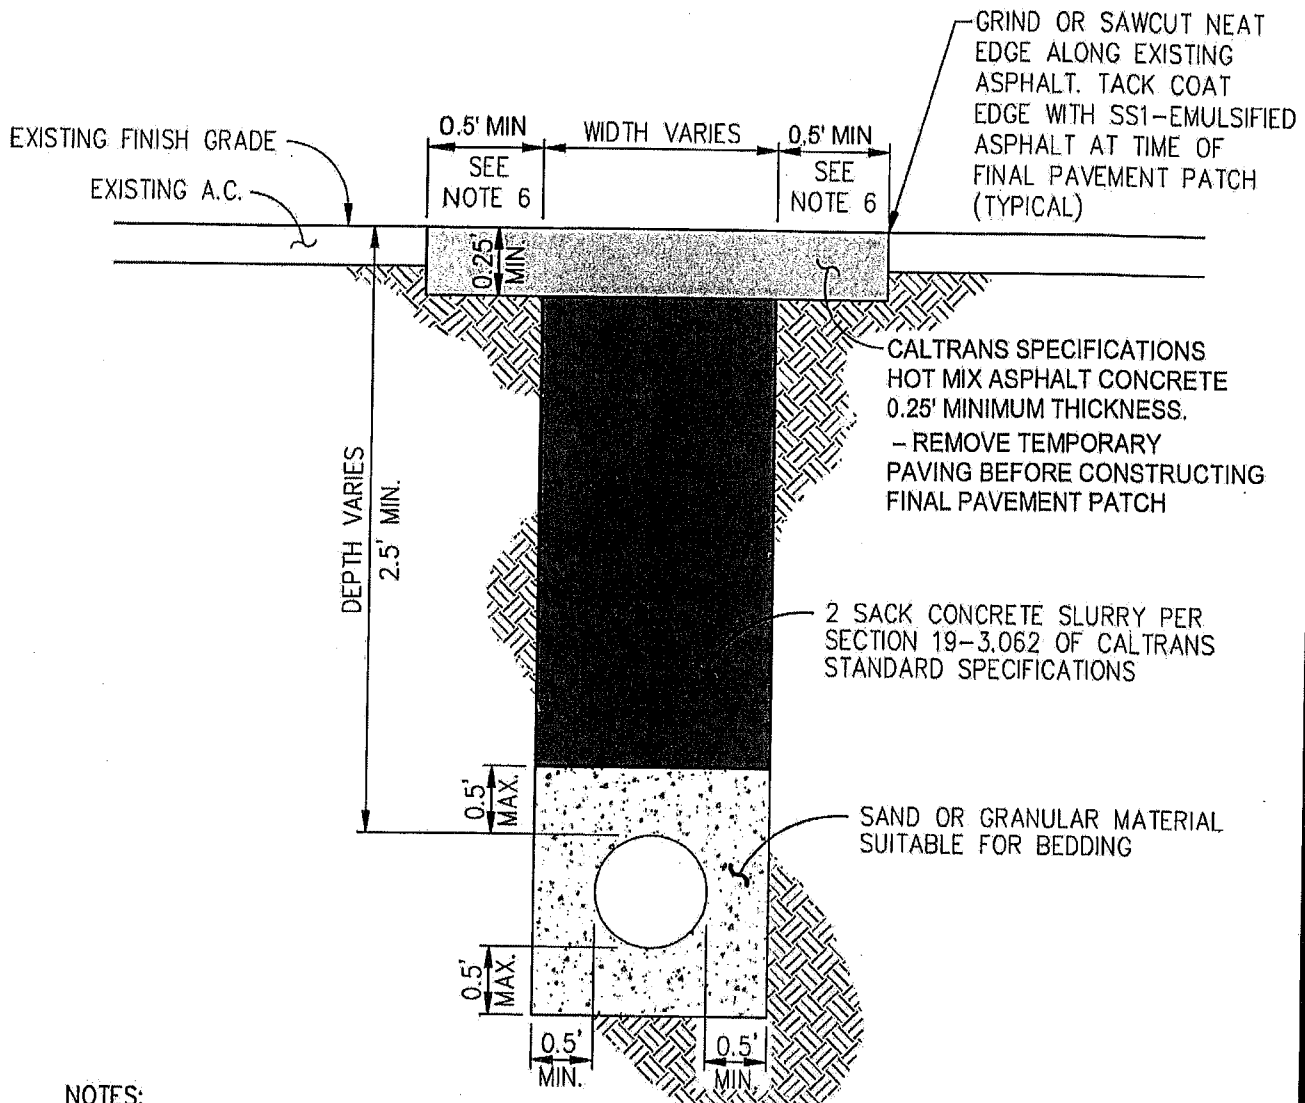 GRIND OR SAWCUT NEAT
EDGE ALONG EXISTING
ASPHALT. TACK COAT
EDGE WITH SS1-EMULSIFIED
ASPHALT AT TIME OF
FINAL PAVEMENT PATCH
(TYPICAL)
EXISTING FINISH GRADE
EXISTING A.C.
0.5' MIN
SEE
NOTE 6
WIDTH VARIES
0.5' MIN
SEE
NOTE 6
0.25'
MIN.
CALTRANS SPECIFICATIONS
HOT MIX ASPHALT CONCRETE
0.25' MINIMUM THICKNESS.
- REMOVE TEMPORARY
PAVING BEFORE CONSTRUCTING
FINAL PAVEMENT PATCH
DEPTH VARIES
2.5' MIN.
2 SACK CONCRETE SLURRY PER
SECTION 19-3.062 OF CALTRANS
STANDARD SPECIFICATIONS
0.5'
MAX.
SAND OR GRANULAR MATERIAL
SUITABLE FOR BEDDING
0.5'
MAX.
0.5'
MIN.
0.5'
MIN.
NOTES: